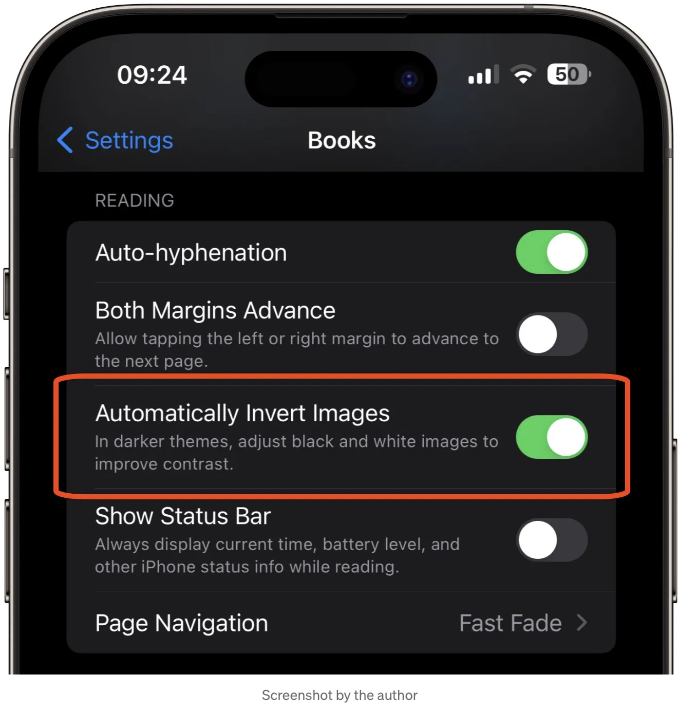 09:24
50
Settings
Books
READING
Auto-hyphenation
Both Margins Advance
Allow tapping the left or right margin to advance to
the next page.
Automatically Invert Images
In darker themes, adjust black and white images to
improve contrast.
Show Status Bar
Always display current time, battery level, and
other iPhone status info while reading.
Page Navigation
Fast Fade
Screenshot by the author